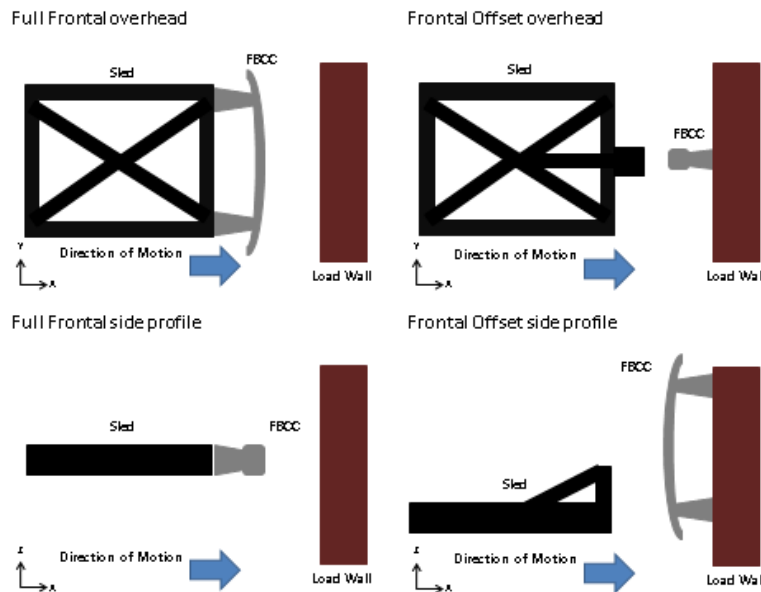 Full Frontal overhead
Sled
FBCC
Direction of Motion
Y
X
Load Wall
Frontal Offset overhead
Sled
FBCC
Direction of Motion
Y
X
Load Wall
Full Frontal side profile
Sled
FBCC
Direction of Motion
Z
X
Load Wall
Frontal Offset side profile
FBCC
Sled
Direction of Motion
Z
X
Load Wall